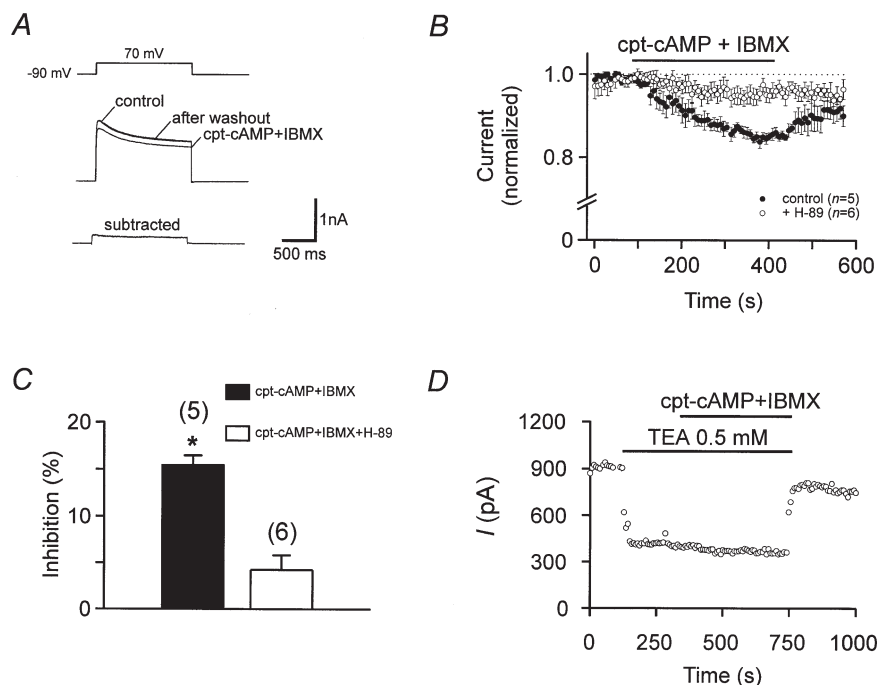 A
70 mV
-90 mV
control
after washout
cpt-cAMP+IBMX
subtracted
1nA
500 ms
B
cpt-cAMP + IBMX
1.0
0.8
0
Current
(normalized)
control (n=5)
+ H-89 (n=6)
0 200 400 600
Time (s)
C
cpt-cAMP+IBMX
cpt-cAMP+IBMX+H-89
20
10
0
Inhibition (%)
(5)
*
(6)
D
cpt-cAMP+IBMX
TEA 0.5 mM
1200
900
600
300
0
I (pA)
0 250 500 750 1000
Time (s)